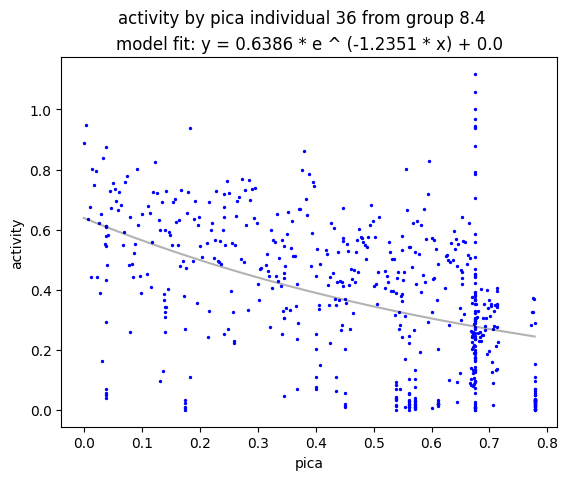 activity by pica individual 36 from group 8.4
model fit: y = 0.6386 * e ^ (-1.2351 * x) + 0.0
1.0
0.8
0.6
0.4
0.2
0.0
activity
0.0 0.1 0.2 0.3 0.4 0.5 0.6 0.7 0.8
pica